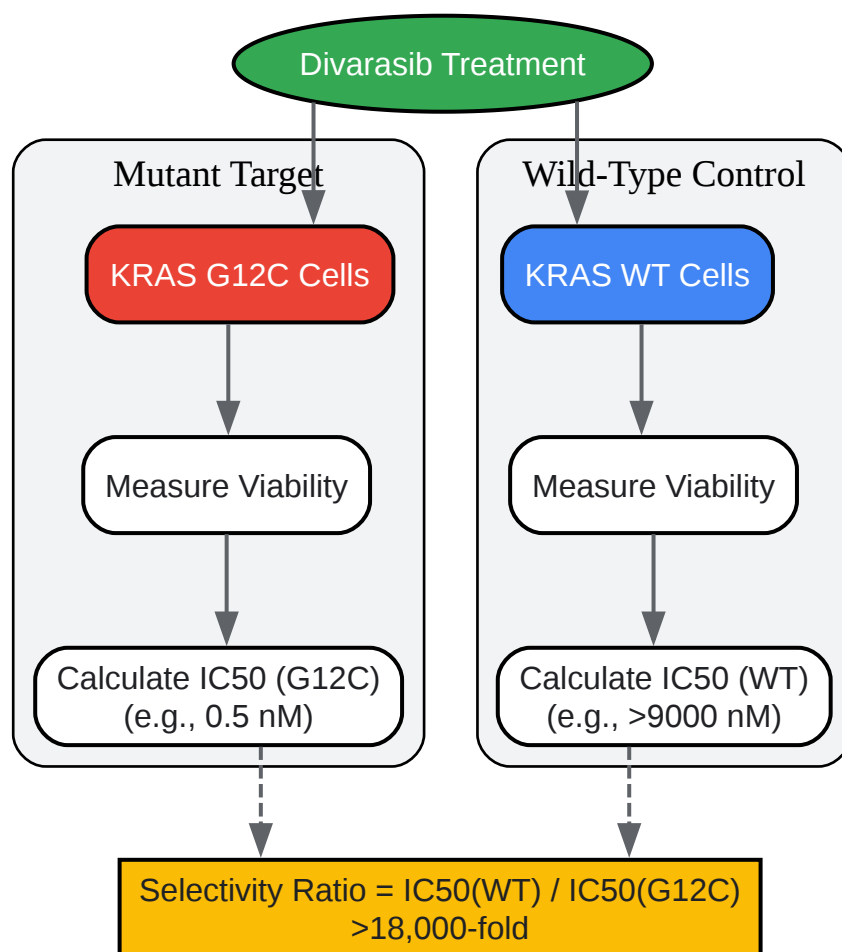 Divarasib Treatment
Mutant Target
Wild-Type Control
KRAS G12C Cells
KRAS WT Cells
Measure Viability
Measure Viability
Calculate IC50 (G12C)
(e.g., 0.5 nM)
Calculate IC50 (WT)
(e.g., >9000 nM)
Selectivity Ratio = IC50(WT) / IC50(G12C)
>18,000-fold